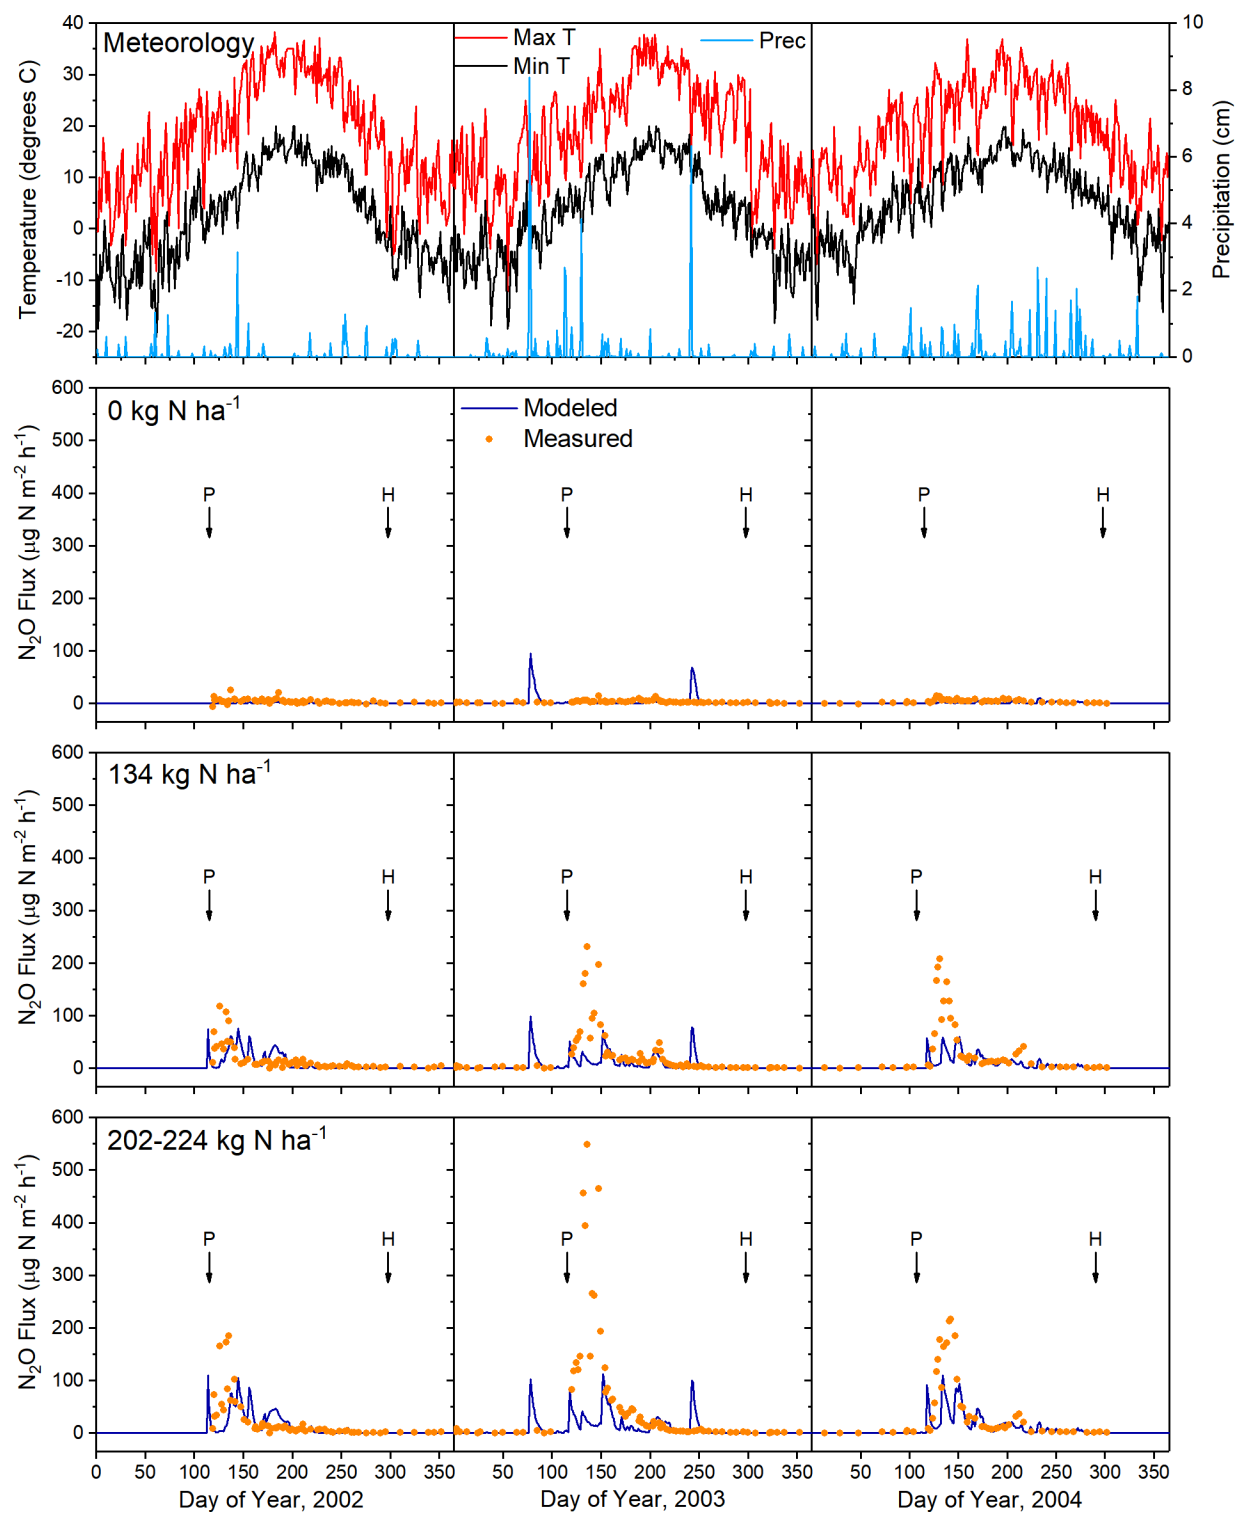 Meteorology
Max T
Min T
Prec
40
30
20
10
0
-10
-20
Temperature (degrees C)
10
8
6
4
2
0
Precipitation (cm)
0 kg N ha-1
Modeled
Measured
600
500
400
300
200
100
0
N2O Flux (µg N m-2 h-1)
P H P H P H
134 kg N ha-1
600
500
400
300
200
100
0
N2O Flux (µg N m-2 h-1)
P H P H P H
202-224 kg N ha-1
600
500
400
300
200
100
0
N2O Flux (µg N m-2 h-1)
P H P H P H
0 50 100 150 200 250 300 350 50 100 150 200 250 300 350 50 100 150 200 250 300 350
Day of Year, 2002 Day of Year, 2003 Day of Year, 2004